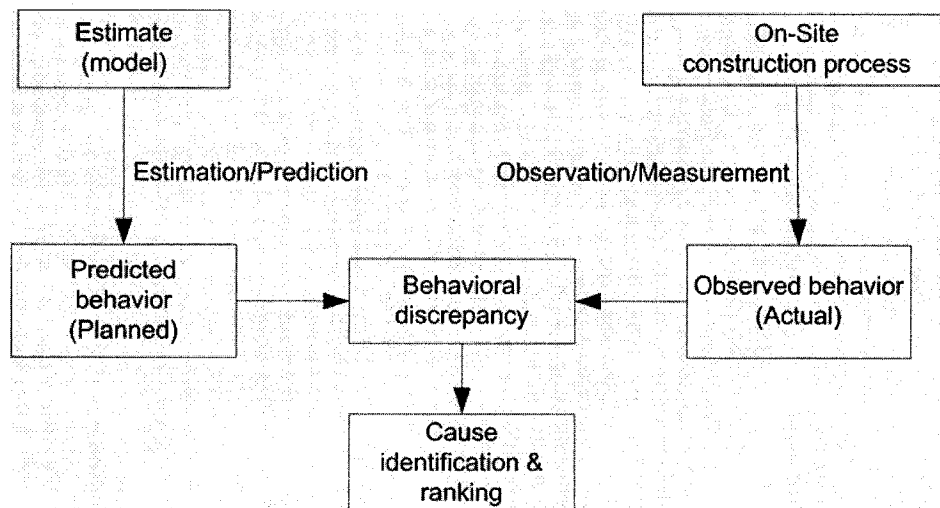 Estimate
(model)
On-Site
construction process
Estimation/Prediction
Observation/Measurement
Predicted
behavior
(Planned)
Behavioral
discrepancy
Observed behavior
(Actual)
Cause
identification &
ranking